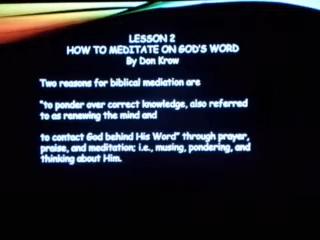 LESSON 2
HOW TO MEDITATE ON GOD'S WORD
By Don Krow
Two reasons for biblical mediation are
"to ponder over correct knowledge, also referred
to as renewing the mind and
to contact God behind His Word" through prayer,
praise, and meditation; i.e., musing, pondering, and
thinking about Him.